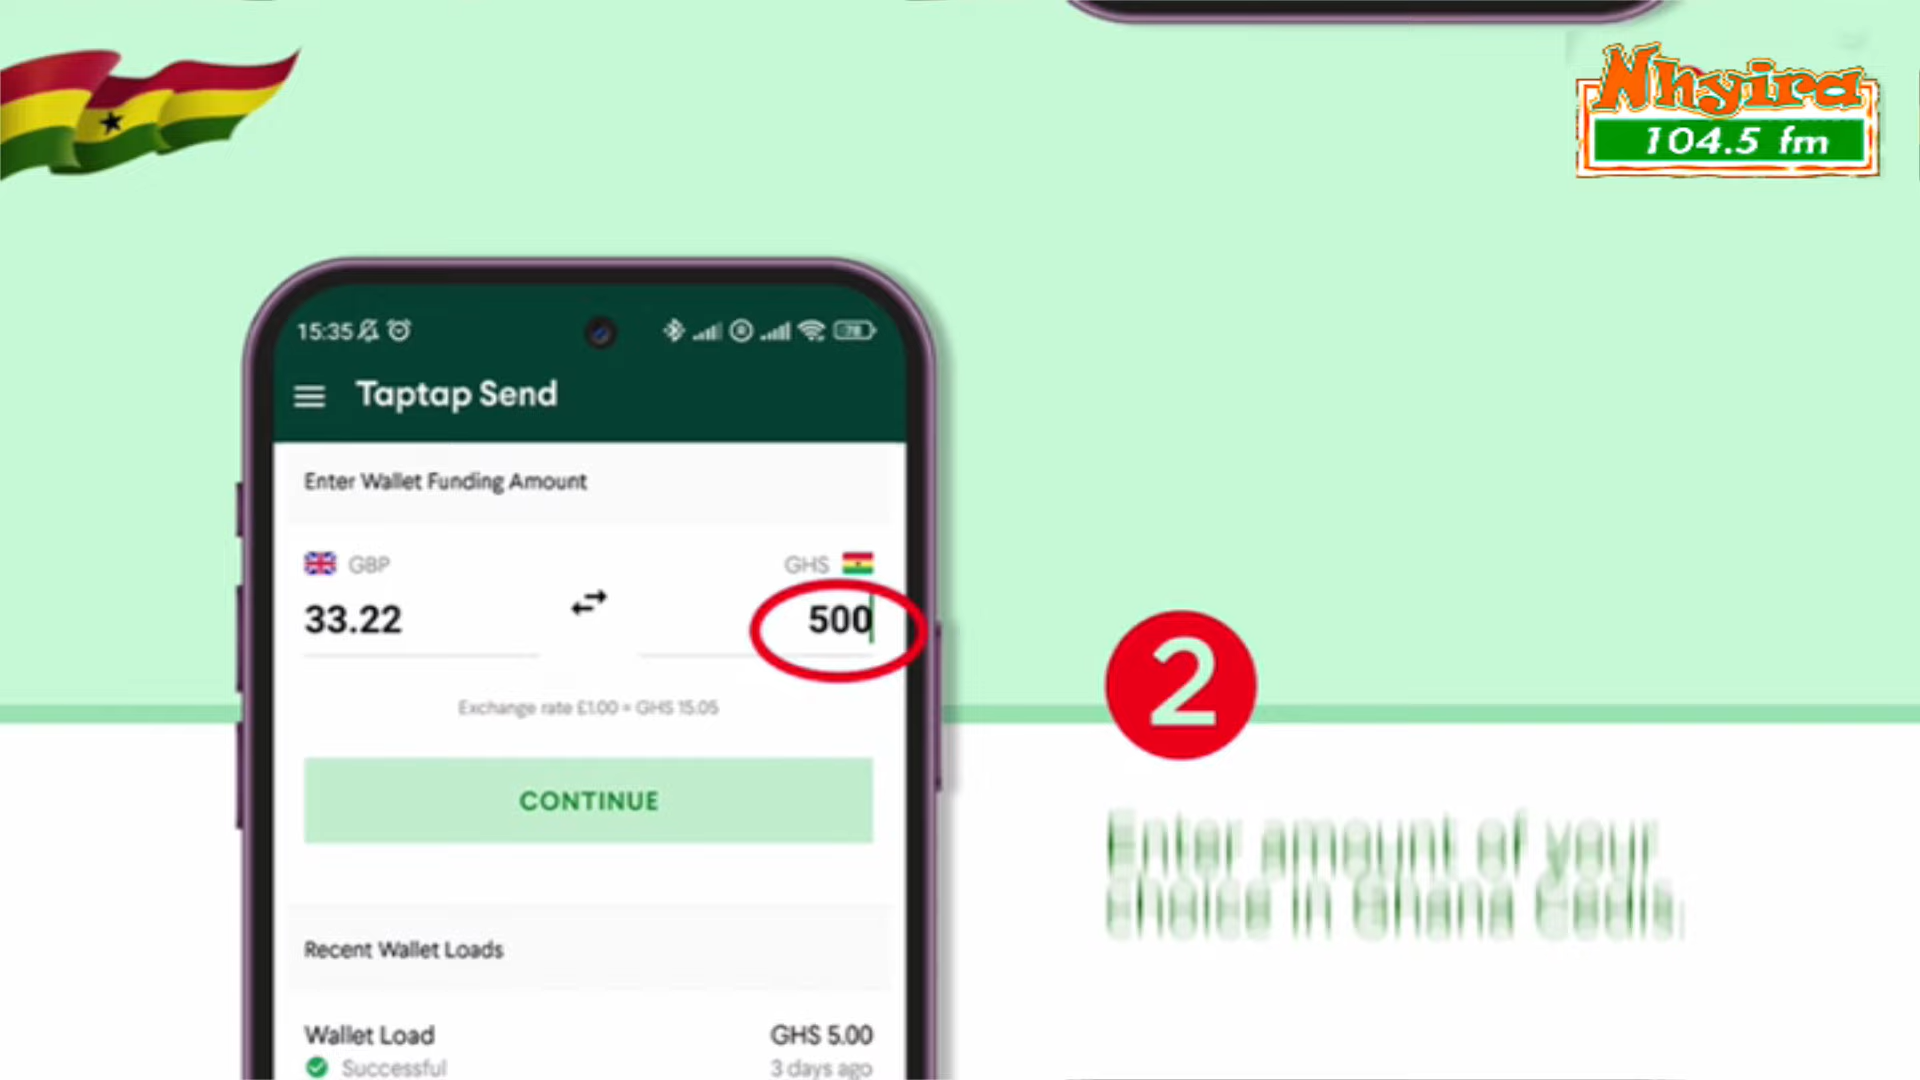 Nhyira
104.5 fm
15:35
78
Taptap Send
Enter Wallet Funding Amount
GBP
GHS
33.22
500
Exchange rate £1.00 = GHS 15.05
CONTINUE
2
Enter amount of your
choice in Ghana Cedis.
Recent Wallet Loads
Wallet Load
GHS 5.00
Successful
3 days ago